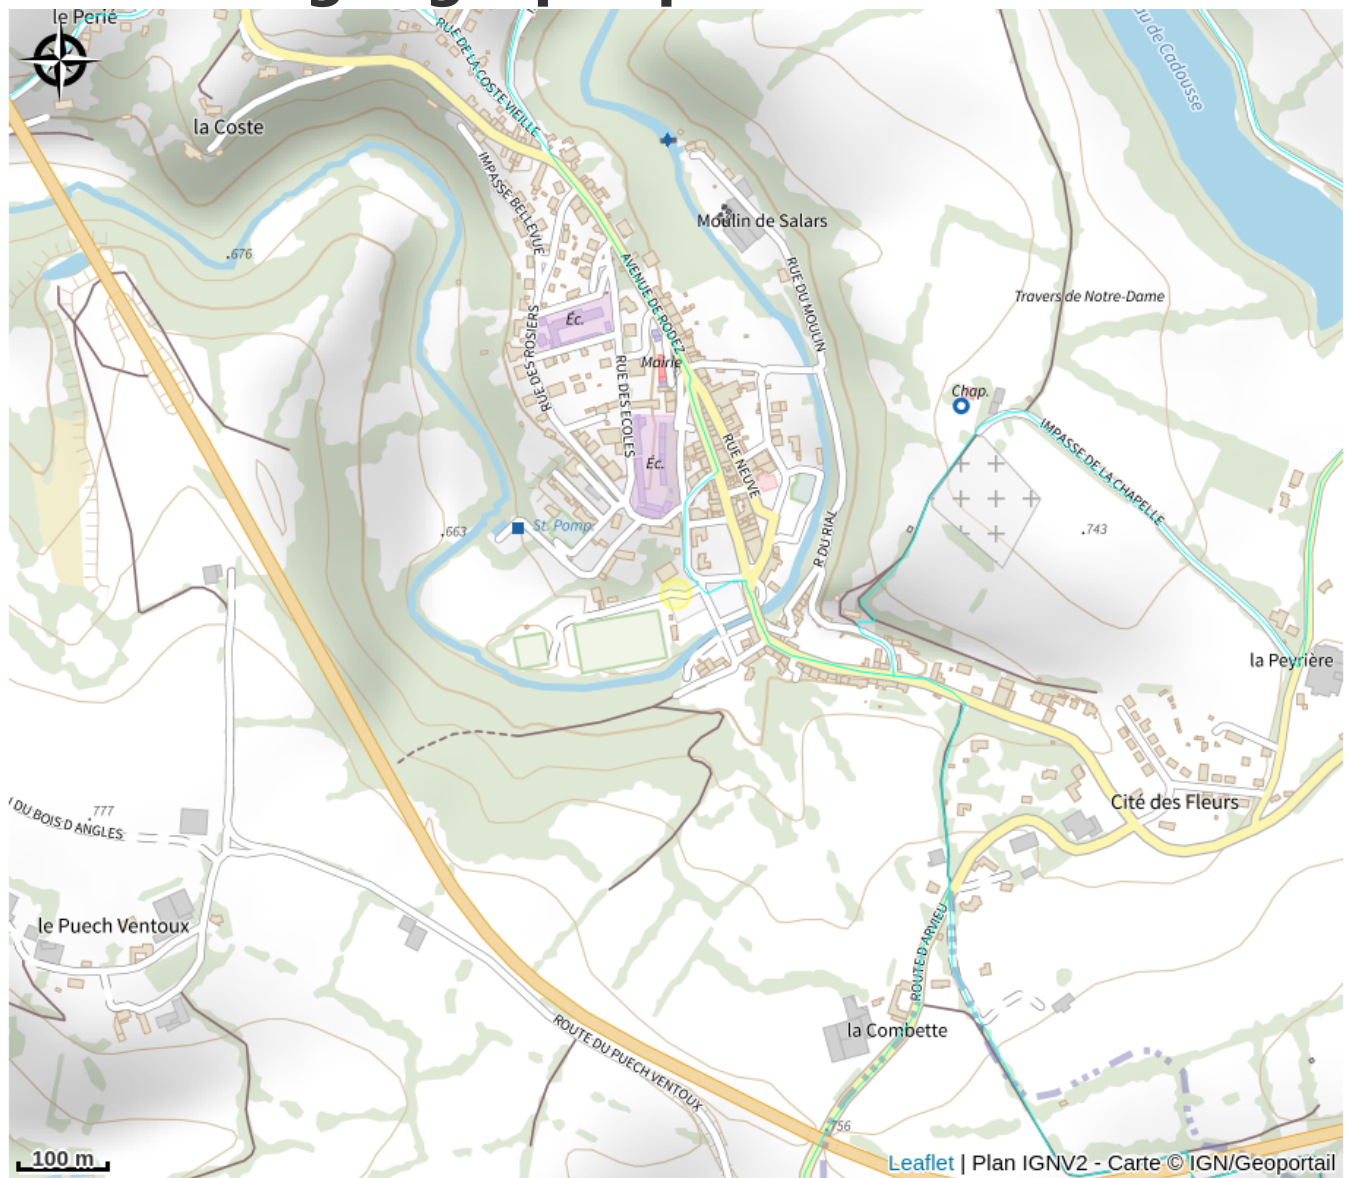 le Perié
RUE DE LA COSTE VIEILLE
au de Cadousse
la Coste
IMPASSE BELLEVUE
Moulin de Salars
.676
AVENUE DE RODEZ
RUE DU MOULIN
Travers de Notre-Dame
Éc.
RUE DES ROSIERS
Mairie
RUE DES ECOLES
Chap.
IMPASSE DE LA CHAPELLE
RUE NEUVE
Éc.
St. Pomp.
.663
R DU RIAL
.743
la Peyrière
Cité des Fleurs
.777
DU BOIS D ANGLES
le Puech Ventoux
ROUTE D ARVIEU
la Combette
ROUTE DU PUECH VENTOUX
.756
100 m
Leaflet | Plan IGNV2 - Carte © IGN/Geoportail